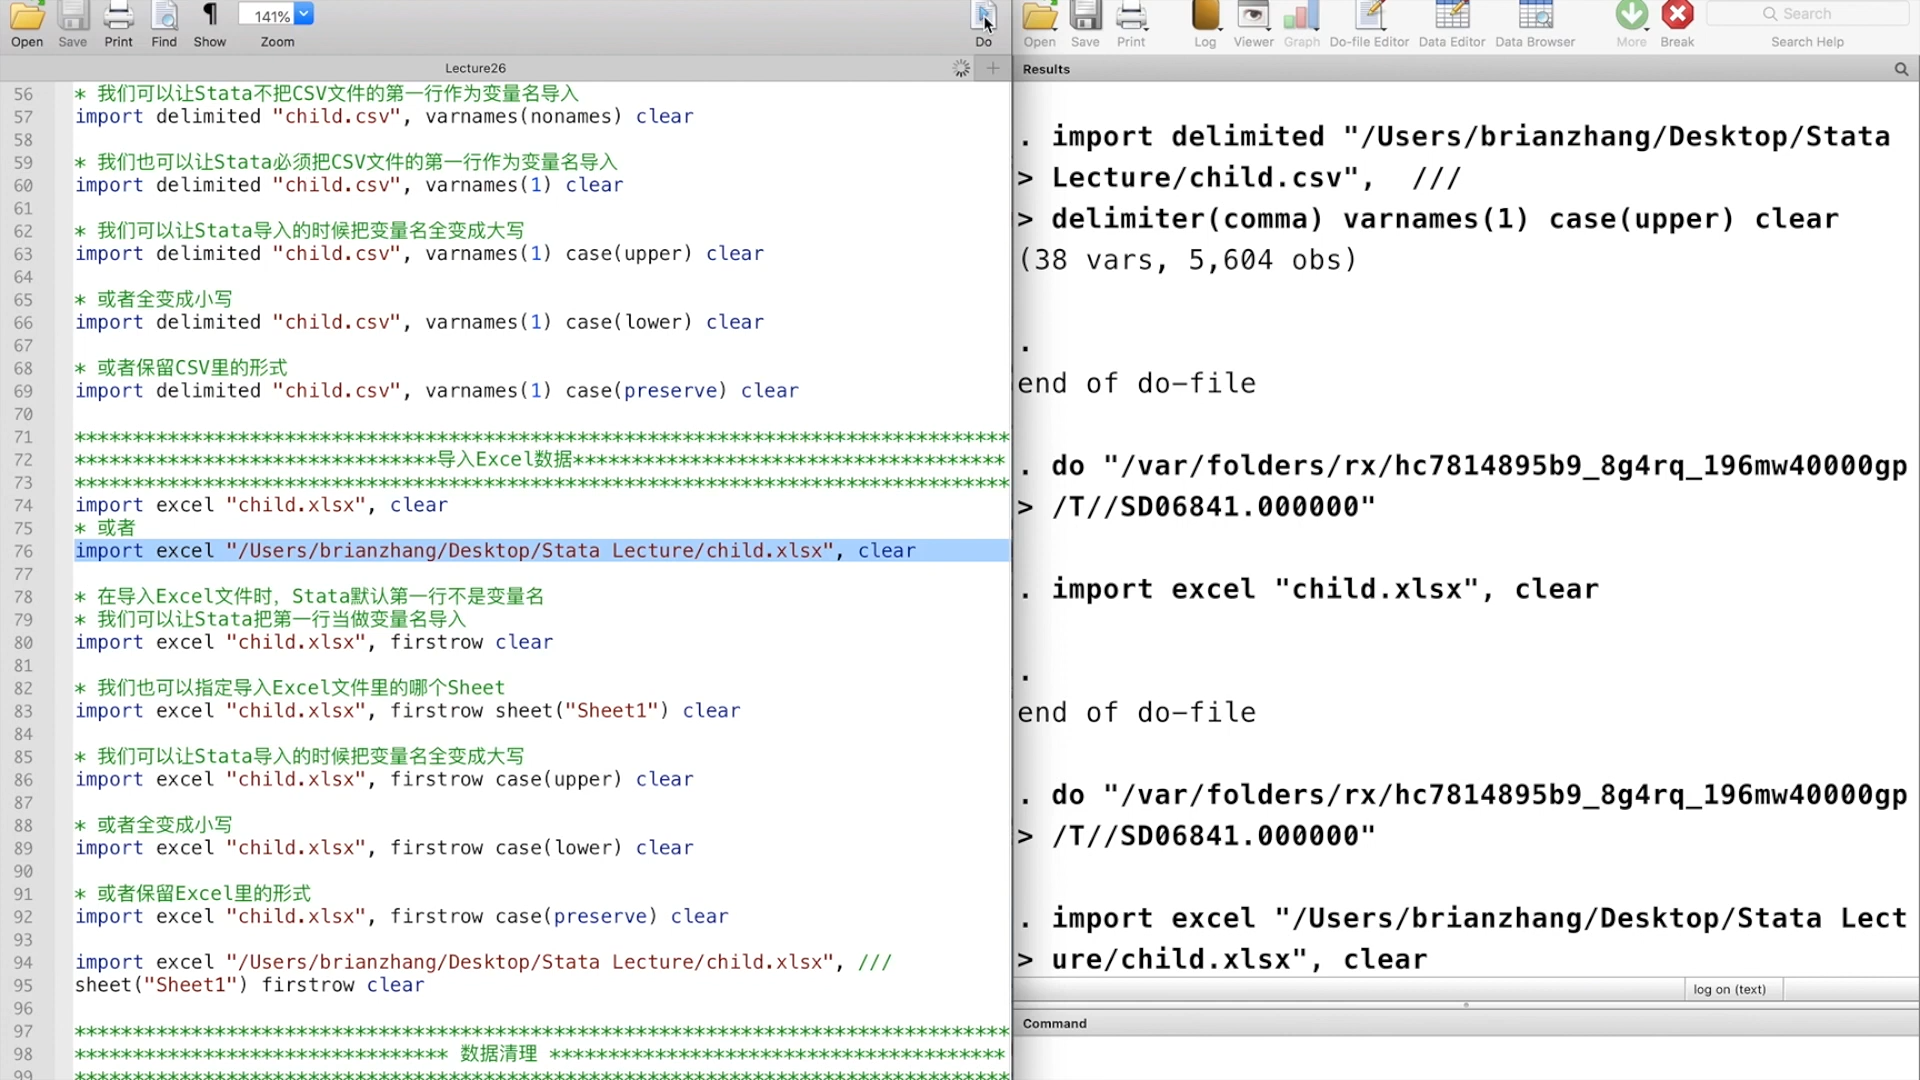 Open Save Print Find Show 141% Zoom Do
Lecture26
56 * 我们可以让Stata不把CSV文件的第一行作为变量名导入
57 import delimited "child.csv", varnames(nonames) clear
58
59 * 我们也可以让Stata必须把CSV文件的第一行作为变量名导入
60 import delimited "child.csv", varnames(1) clear
61
62 * 我们可以让Stata导入的时候把变量名全变成大写
63 import delimited "child.csv", varnames(1) case(upper) clear
64
65 * 或者全变成小写
66 import delimited "child.csv", varnames(1) case(lower) clear
67
68 * 或者保留CSV里的形式
69 import delimited "child.csv", varnames(1) case(preserve) clear
70
71 *********************************************************************************
72 *******************************导入Excel数据*************************************
73 *********************************************************************************
74 import excel "child.xlsx", clear
75 * 或者
76 import excel "/Users/brianzhang/Desktop/Stata Lecture/child.xlsx", clear
77
78 * 在导入Excel文件时，Stata默认第一行不是变量名
79 * 我们可以让Stata把第一行当做变量名导入
80 import excel "child.xlsx", firstrow clear
81
82 * 我们也可以指定导入Excel文件里的哪个Sheet
83 import excel "child.xlsx", firstrow sheet("Sheet1") clear
84
85 * 我们可以让Stata导入的时候把变量名全变成大写
86 import excel "child.xlsx", firstrow case(upper) clear
87
88 * 或者全变成小写
89 import excel "child.xlsx", firstrow case(lower) clear
90
91 * 或者保留Excel里的形式
92 import excel "child.xlsx", firstrow case(preserve) clear
93
94 import excel "/Users/brianzhang/Desktop/Stata Lecture/child.xlsx", ///
95 sheet("Sheet1") firstrow clear
96
97 *********************************************************************************
98 ******************************** 数据清理 ***************************************
99 *********************************************************************************
Open Save Print Log Viewer Graph Do-file Editor Data Editor Data Browser More Break Search
Search Help
Results
. import delimited "/Users/brianzhang/Desktop/Stata
> Lecture/child.csv", ///
> delimiter(comma) varnames(1) case(upper) clear
(38 vars, 5,604 obs)
.
end of do-file
. do "/var/folders/rx/hc7814895b9_8g4rq_196mw40000gp
> /T//SD06841.000000"
. import excel "child.xlsx", clear
.
end of do-file
. do "/var/folders/rx/hc7814895b9_8g4rq_196mw40000gp
> /T//SD06841.000000"
. import excel "/Users/brianzhang/Desktop/Stata Lect
> ure/child.xlsx", clear
log on (text)
Command